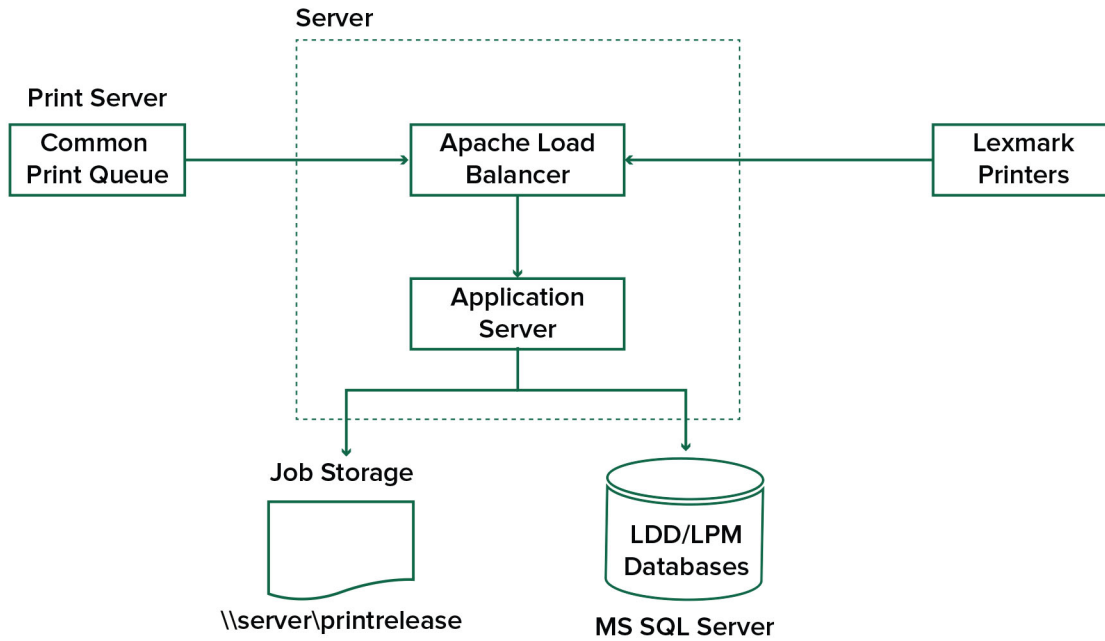 Server
Print Server
Common
Print Queue
Apache Load
Balancer
Lexmark
Printers
Application
Server
Job Storage
\\server\printrelease
LDD/LPM
Databases
MS SQL Server